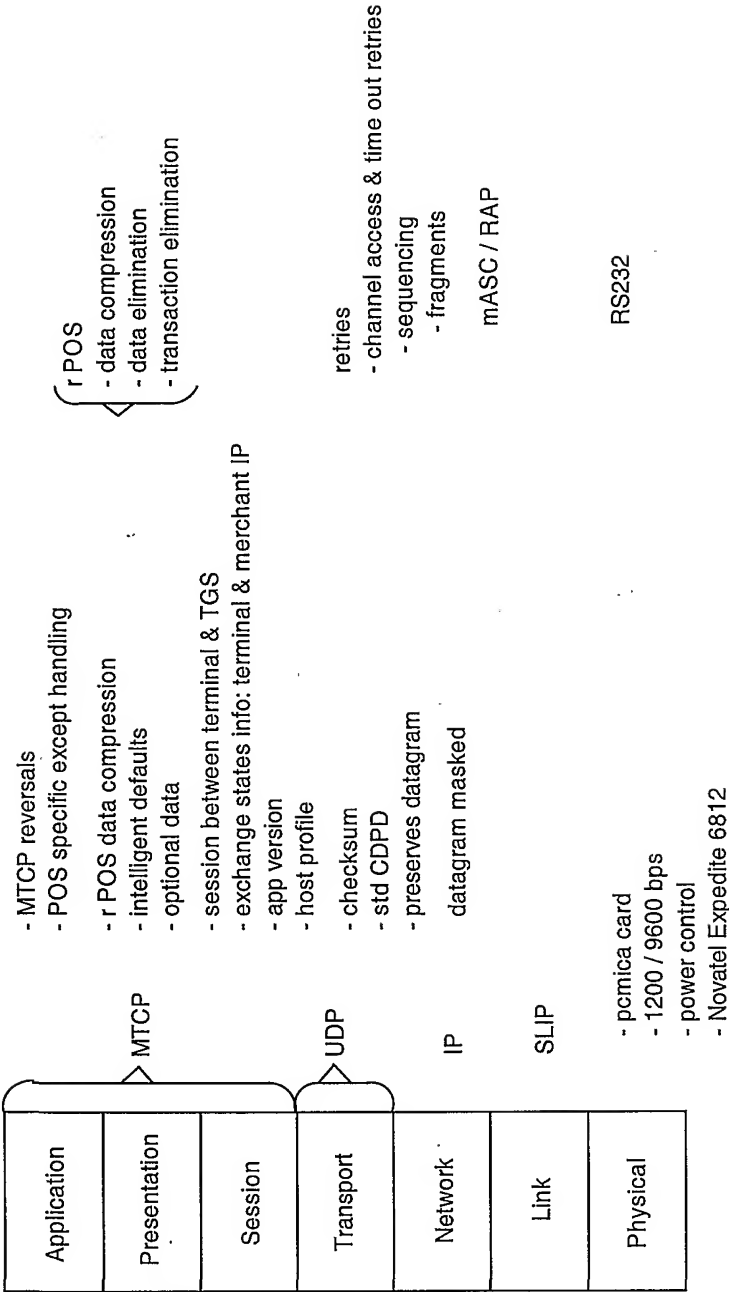 Application
Presentation
Session
Transport
Network
Link
Physical
MTCP
UDP
IP
SLIP
- MTCP reversals
- POS specific except handling
- r POS data compression
- intelligent defaults
- optional data
- session between terminal & TGS
- exchange states info: terminal & merchant IP
- app version
- host profile
- checksum
- std CDPD
- preserves datagram
datagram masked
- pcmica card
- 1200 / 9600 bps
- power control
- Novatel Expedite 6812
r POS
- data compression
- data elimination
- transaction elimination
retries
- channel access & time out retries
- sequencing
- fragments
mASC / RAP
RS232